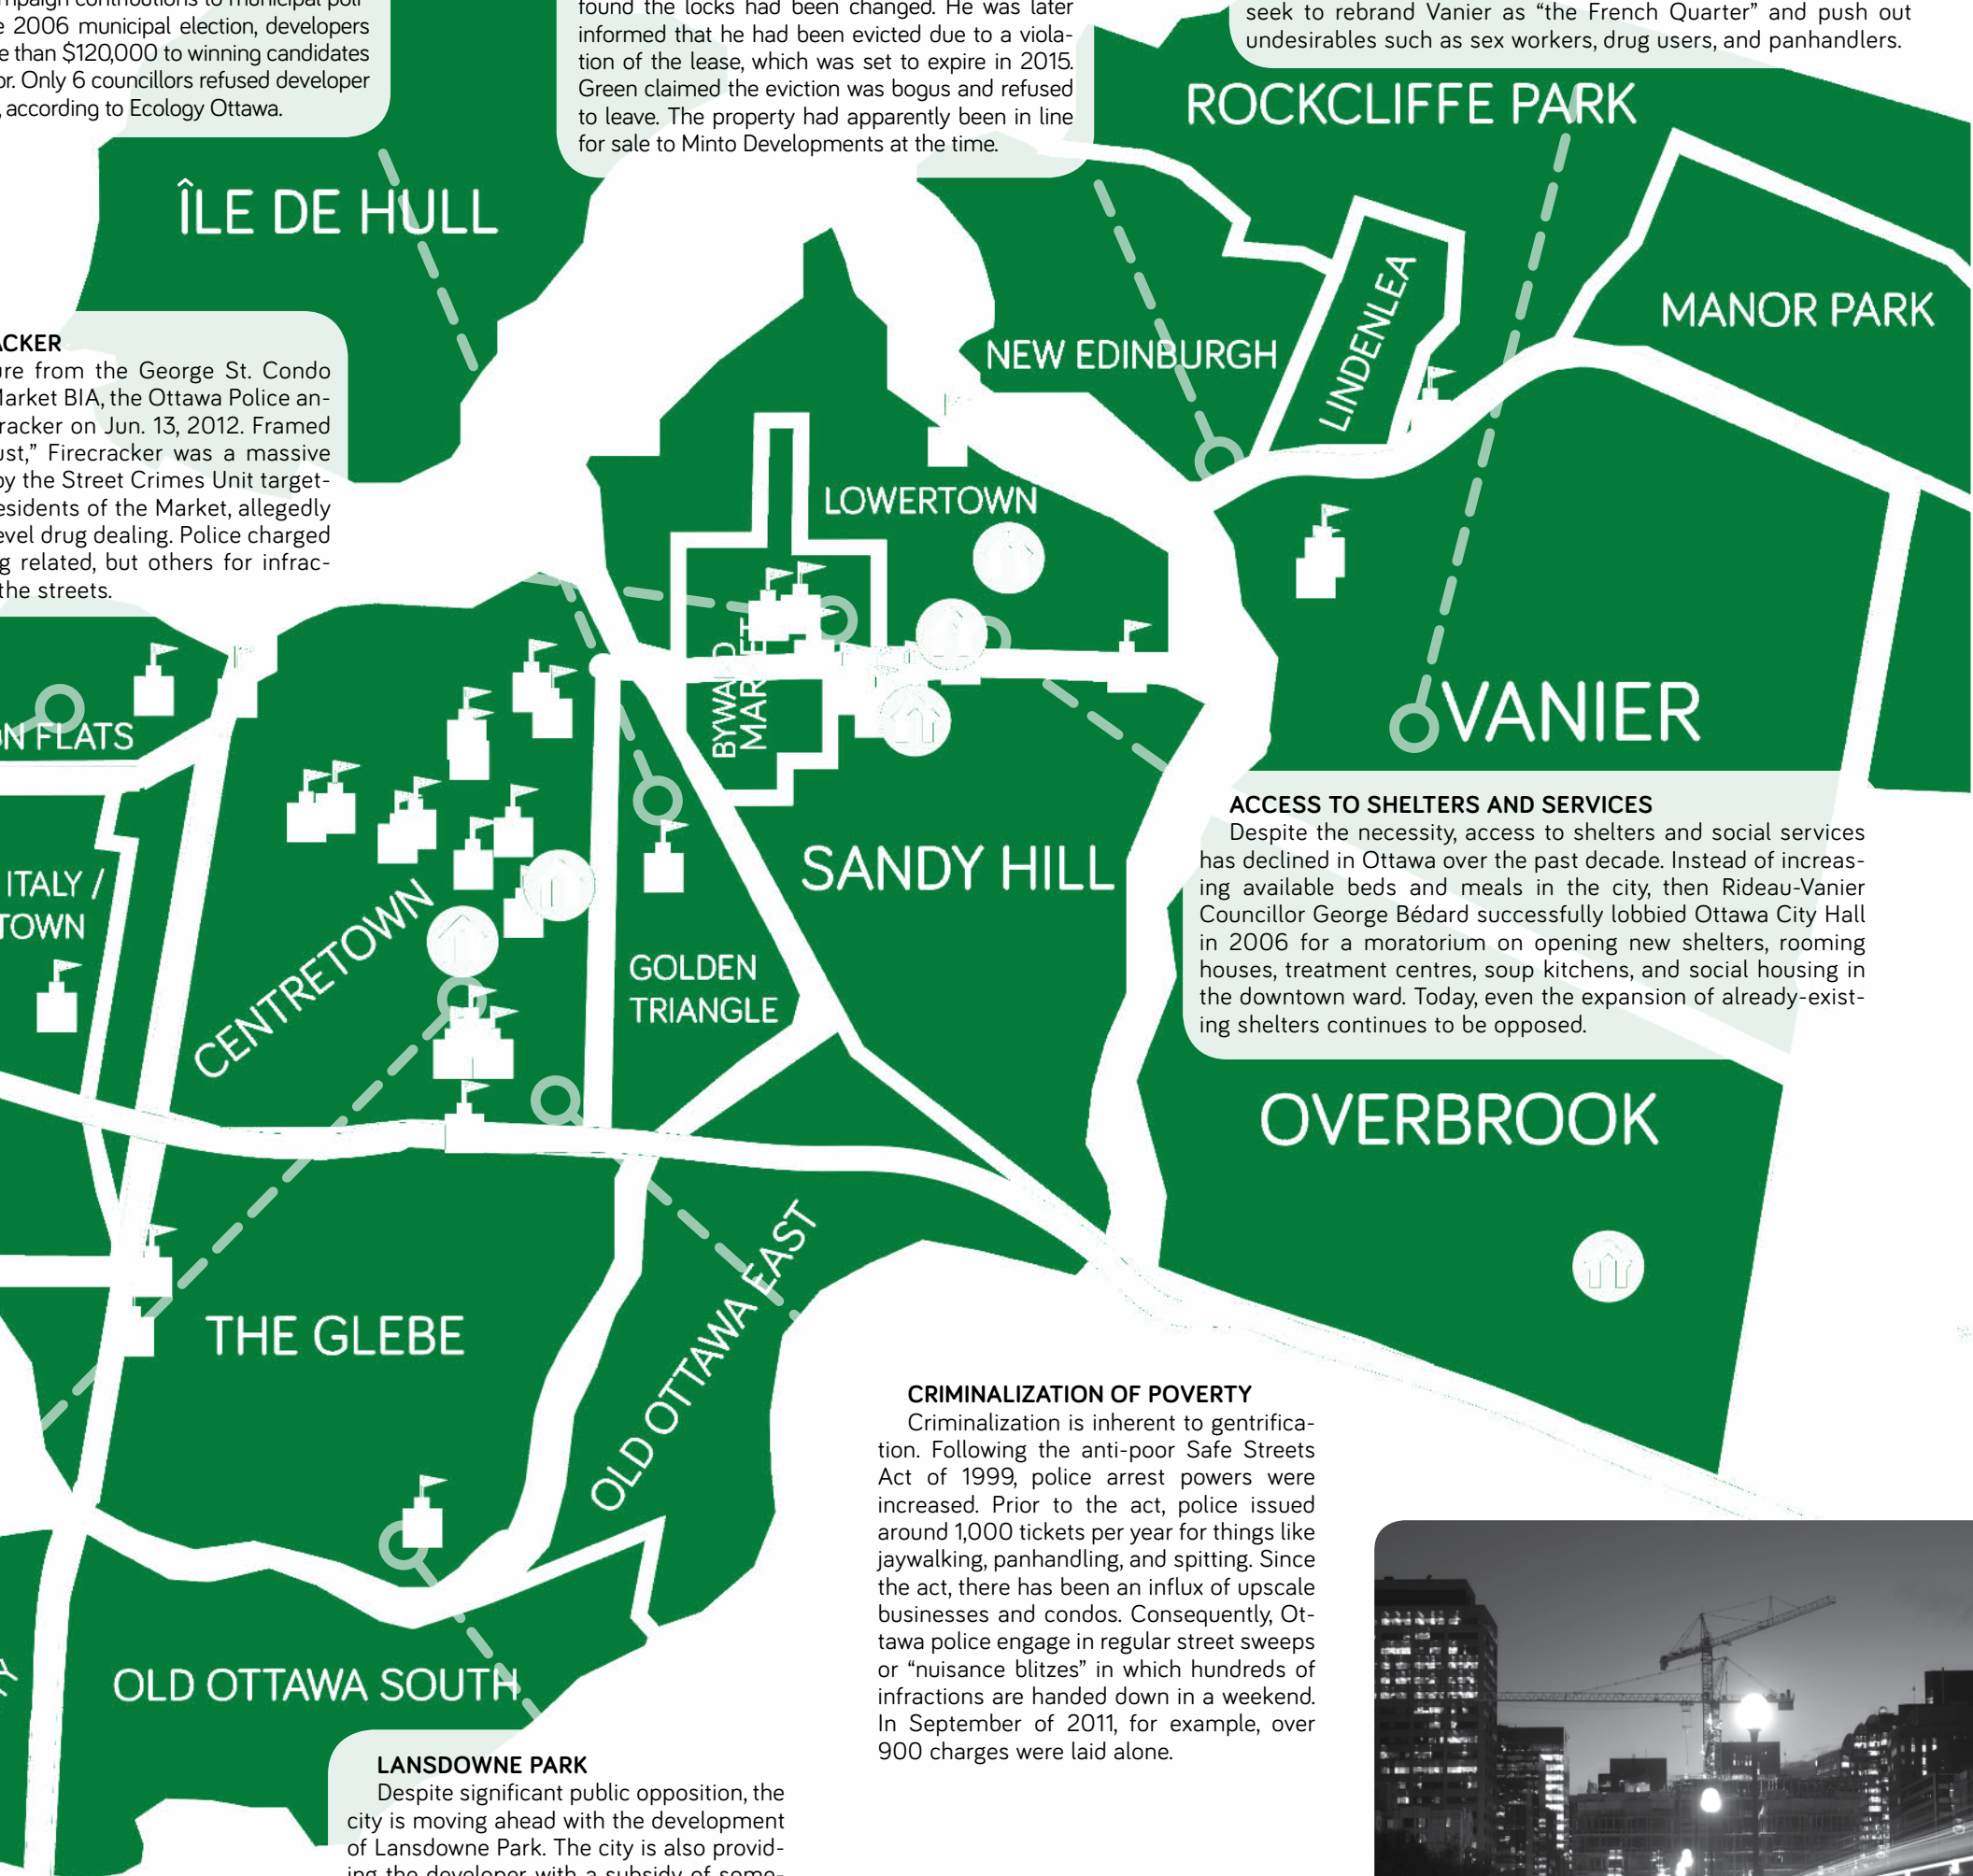 mpaign contributions to municipal poli-
2006 municipal election, developers
than $120,000 to winning candidates
Only 6 councillors refused developer
according to Ecology Ottawa.
found the locks had been changed. He was later
informed that he had been evicted due to a viola-
tion of the lease, which was set to expire in 2015.
Green claimed the eviction was bogus and refused
to leave. The property had apparently been in line
for sale to Minto Developments at the time.
seek to rebrand Vanier as “the French Quarter” and push out
undesirables such as sex workers, drug users, and panhandlers.
ROCKCLIFFE PARK
ÎLE DE HULL
MANOR PARK
LINDENLEA
NEW EDINBURGH
ACKER
ure from the George St. Condo
Market BIA, the Ottawa Police an-
racker on Jun. 13, 2012. Framed
ust,” Firecracker was a massive
by the Street Crimes Unit target-
esidents of the Market, allegedly
evel drug dealing. Police charged
g related, but others for infrac-
the streets.
LOWERTOWN
BYWARD
MARKET
N FLATS
VANIER
ITALY /
TOWN
CENTRETOWN
GOLDEN
TRIANGLE
SANDY HILL
ACCESS TO SHELTERS AND SERVICES
Despite the necessity, access to shelters and social services
has declined in Ottawa over the past decade. Instead of increas-
ing available beds and meals in the city, then Rideau-Vanier
Councillor George Bédard successfully lobbied Ottawa City Hall
in 2006 for a moratorium on opening new shelters, rooming
houses, treatment centres, soup kitchens, and social housing in
the downtown ward. Today, even the expansion of already-exist-
ing shelters continues to be opposed.
OVERBROOK
THE GLEBE
OLD OTTAWA EAST
CRIMINALIZATION OF POVERTY
Criminalization is inherent to gentrifica-
tion. Following the anti-poor Safe Streets
Act of 1999, police arrest powers were
increased. Prior to the act, police issued
around 1,000 tickets per year for things like
jaywalking, panhandling, and spitting. Since
the act, there has been an influx of upscale
businesses and condos. Consequently, Ot-
tawa police engage in regular street sweeps
or “nuisance blitzes” in which hundreds of
infractions are handed down in a weekend.
In September of 2011, for example, over
900 charges were laid alone.
OLD OTTAWA SOUTH
LANSDOWNE PARK
Despite significant public opposition, the
city is moving ahead with the development
of Lansdowne Park. The city is also provid-
ing the developer with a subsidy of some-